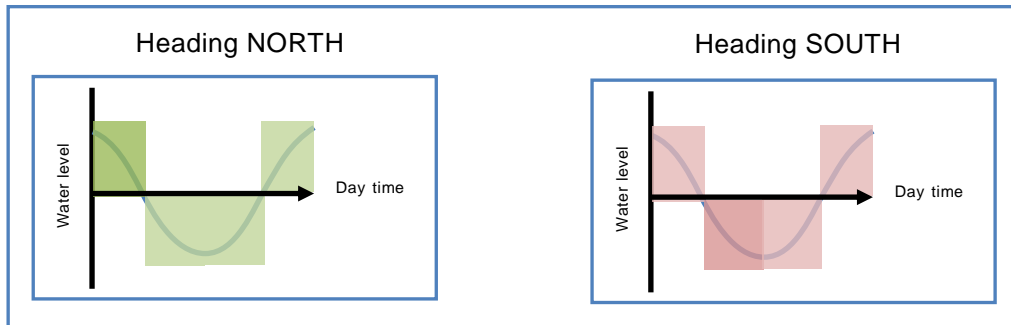 Heading NORTH
Water level
Day time
Heading SOUTH
Water level
Day time